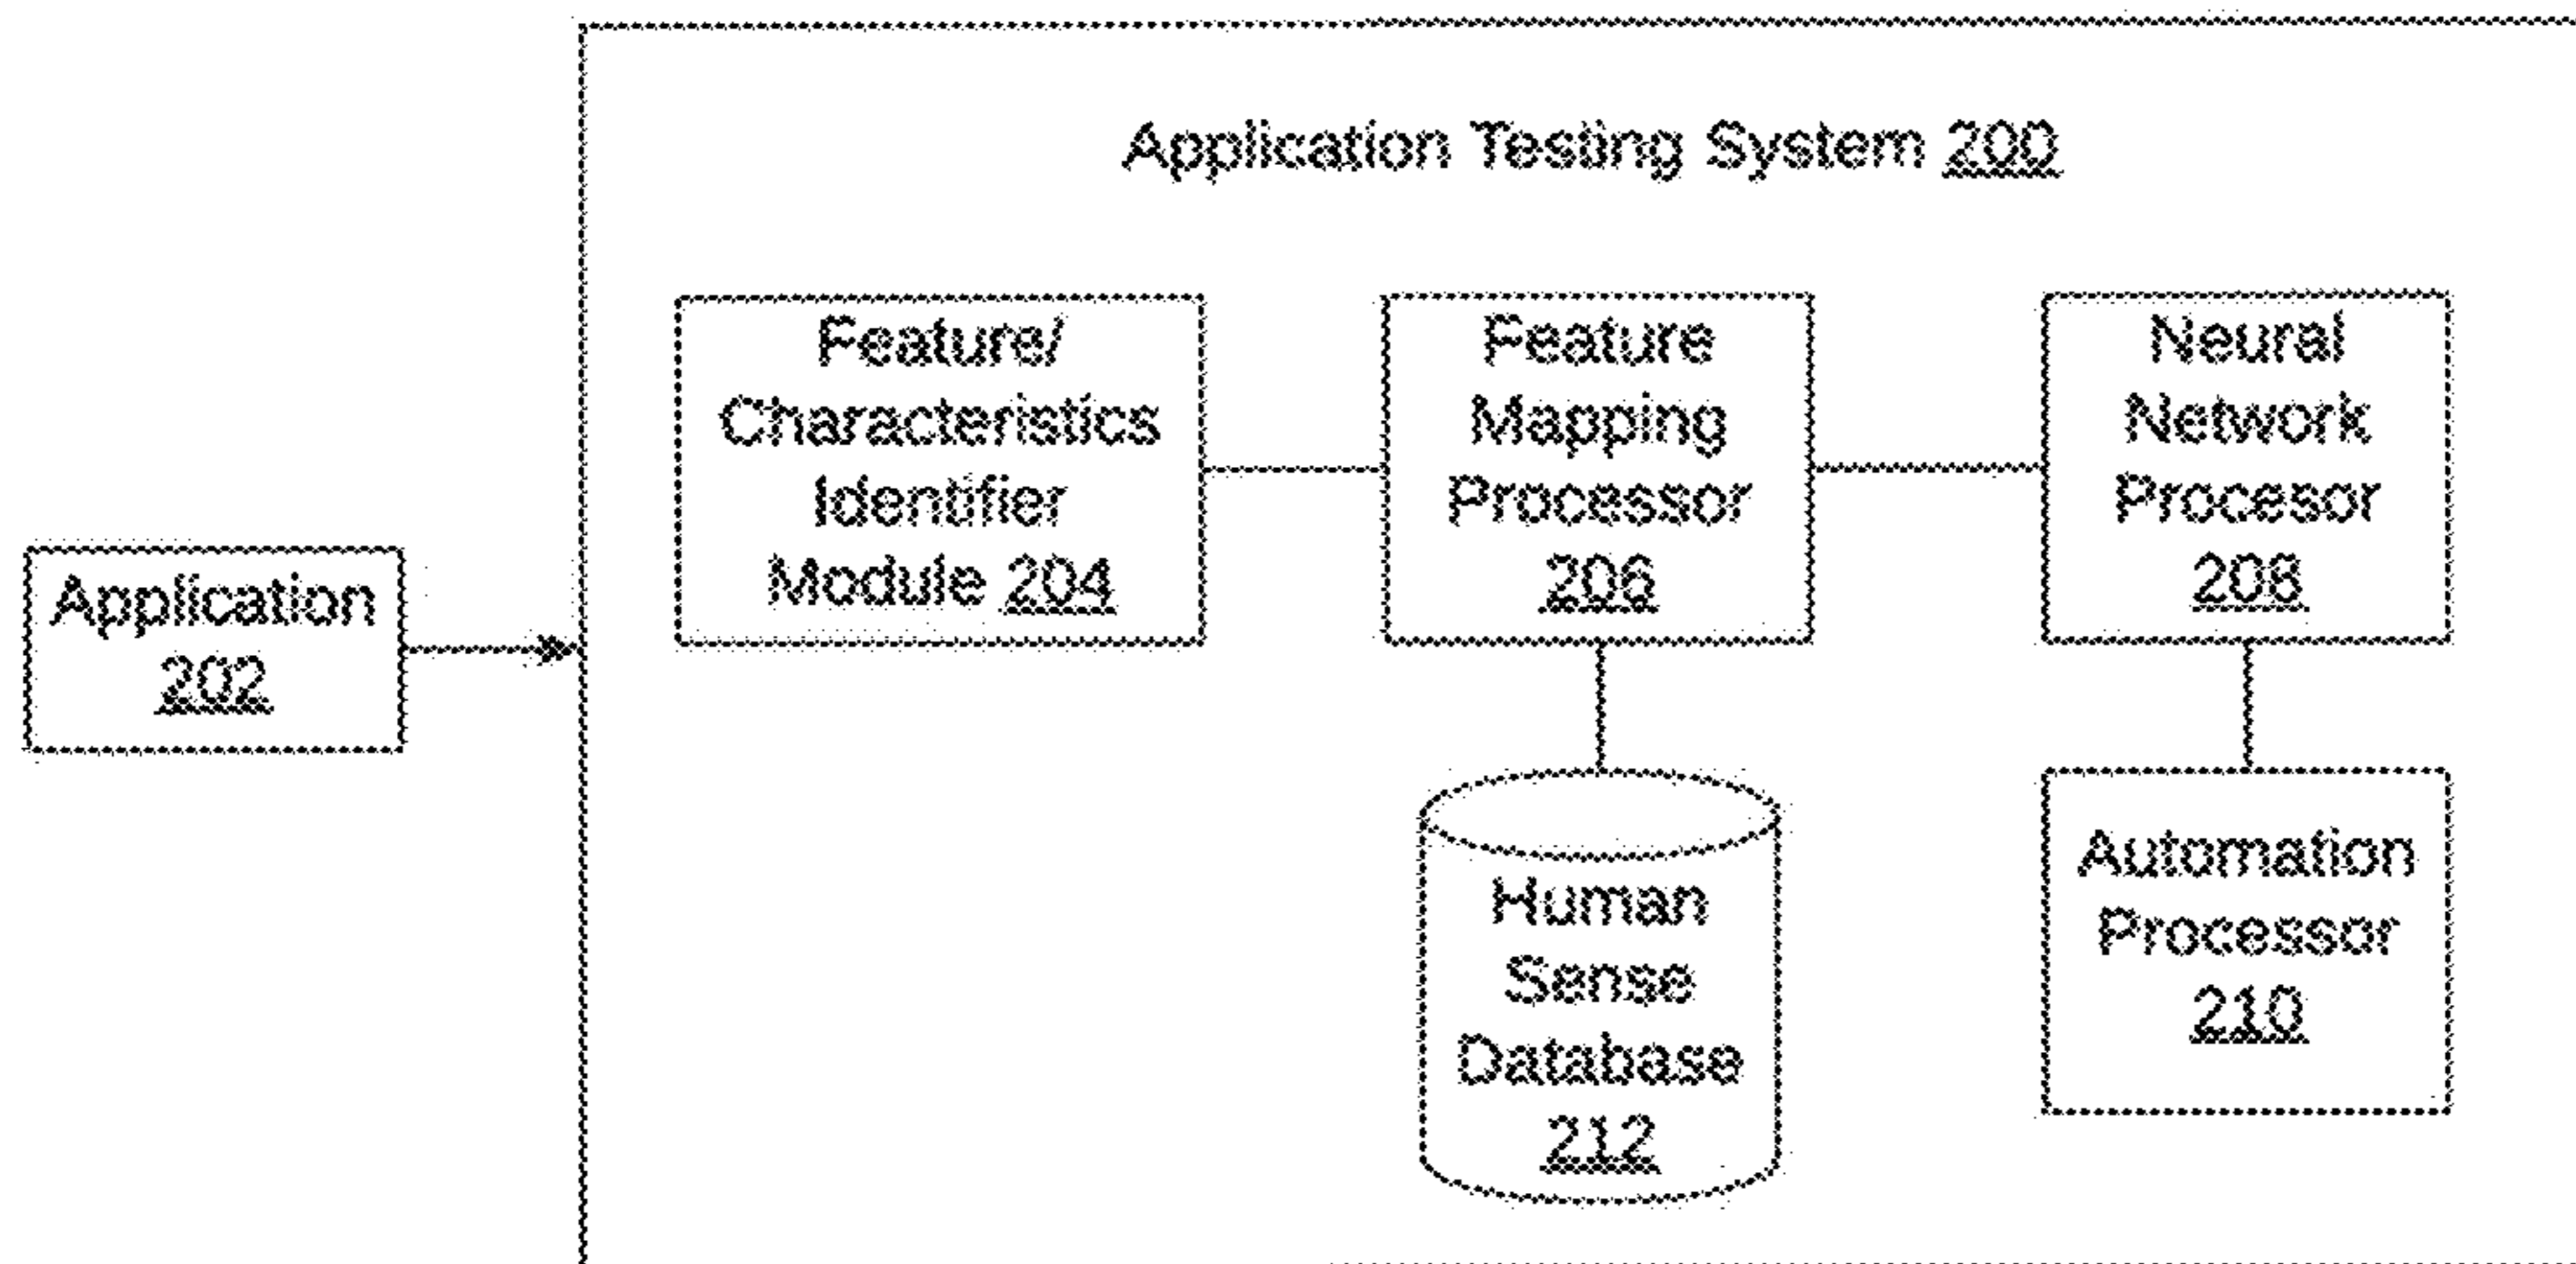 Application Testing System 200
Feature/
Characteristics
Identifier
Module 204
Feature
Mapping
Processor
206
Neural
Network
Procesor
208
Application
202
Human
Sense
Database
212
Automation
Processor
210